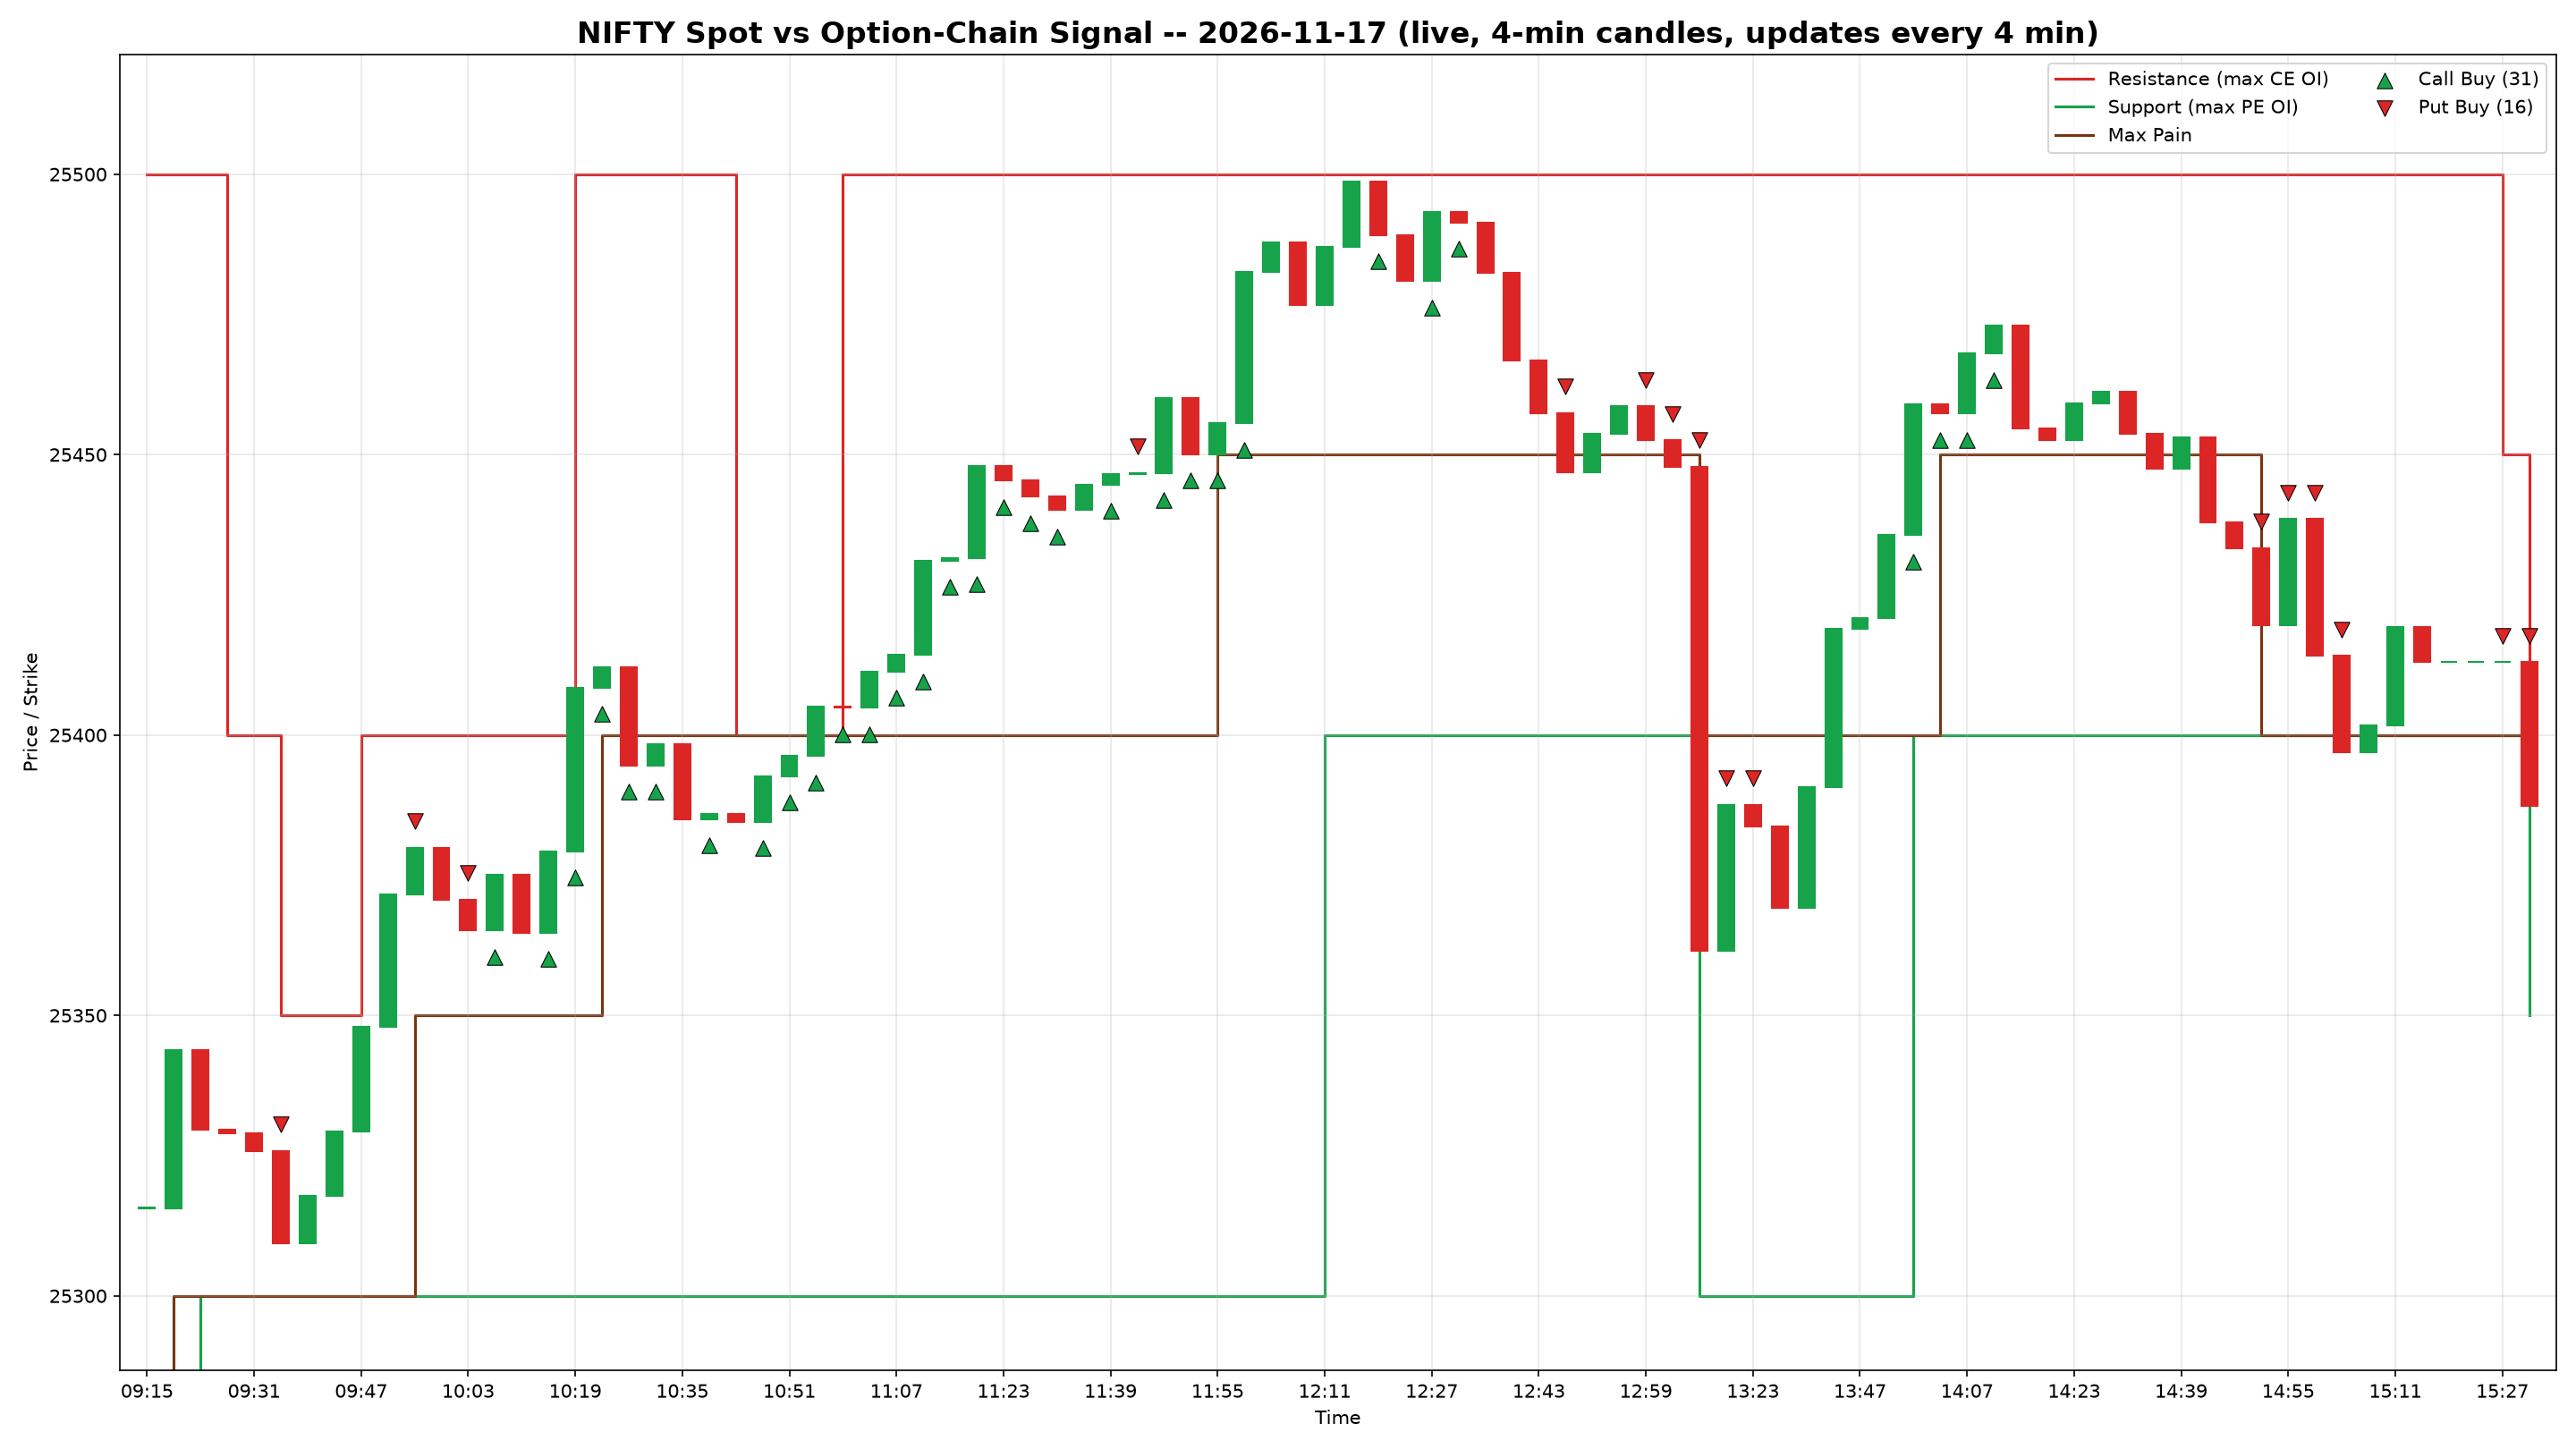 NIFTY Spot vs Option-Chain Signal -- 2026-11-17 (live, 4-min candles, updates every 4 min)
Resistance (max CE OI)
Support (max PE OI)
Max Pain
Call Buy (31)
Put Buy (16)
Price / Strike
25500
25450
25400
25350
25300
09:15 09:31 09:47 10:03 10:19 10:35 10:51 11:07 11:23 11:39 11:55 12:11 12:27 12:43 12:59 13:23 13:47 14:07 14:23 14:39 14:55 15:11 15:27
Time